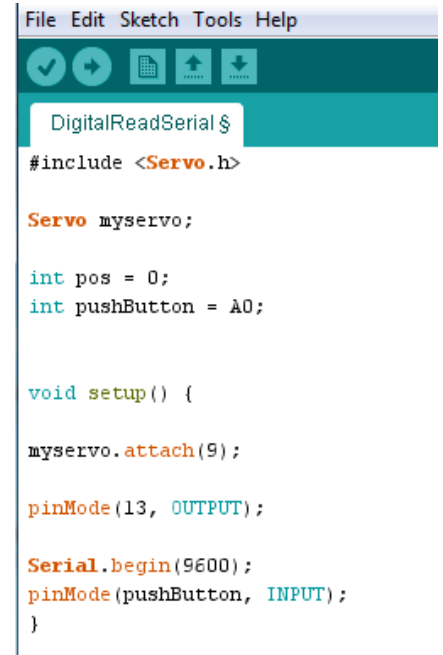 File Edit Sketch Tools Help
DigitalReadSerial §
#include <Servo.h>
Servo myservo;
int pos = 0;
int pushButton = A0;
void setup() {
myservo.attach(9);
pinMode(13, OUTPUT);
Serial.begin(9600);
pinMode(pushButton, INPUT);
}